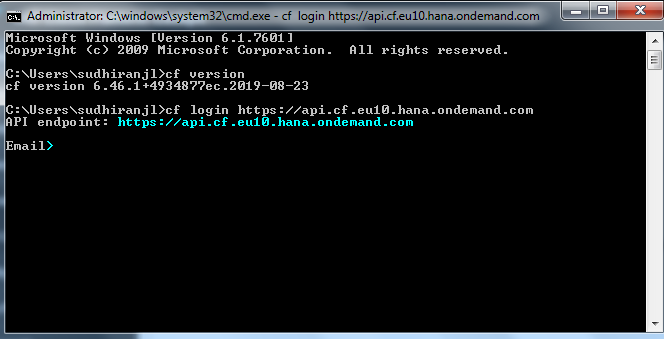 Administrator: C:\windows\system32\cmd.exe - cf  login https://api.cf.eu10.hana.ondemand.com
Microsoft Windows [Version 6.1.7601]
Copyright (c) 2009 Microsoft Corporation.  All rights reserved.
C:\Users\sudhiranjl>cf version
cf version 6.46.1+4934877ec.2019-08-23
C:\Users\sudhiranjl>cf login https://api.cf.eu10.hana.ondemand.com
API endpoint: https://api.cf.eu10.hana.ondemand.com
Email>